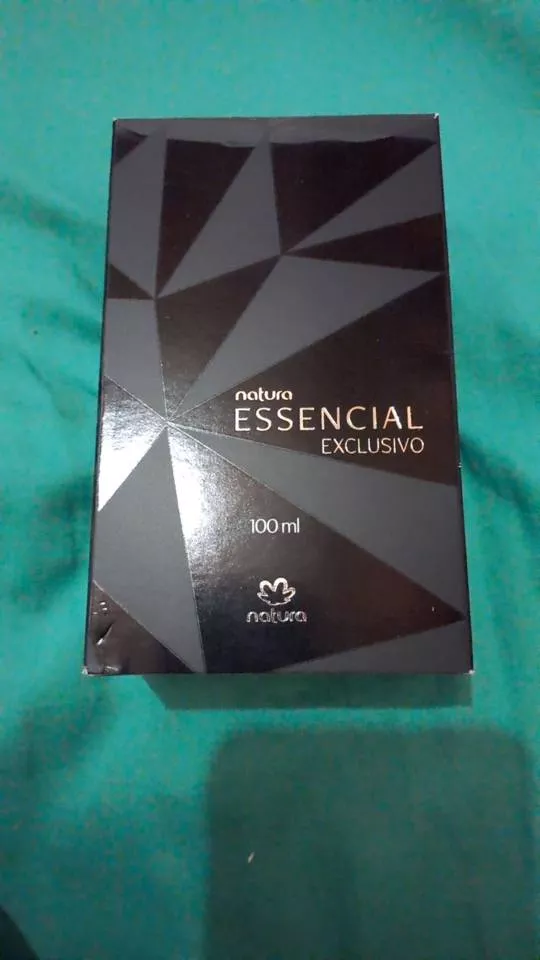 natura
ESSENCIAL
EXCLUSIVO
100 ml
natura